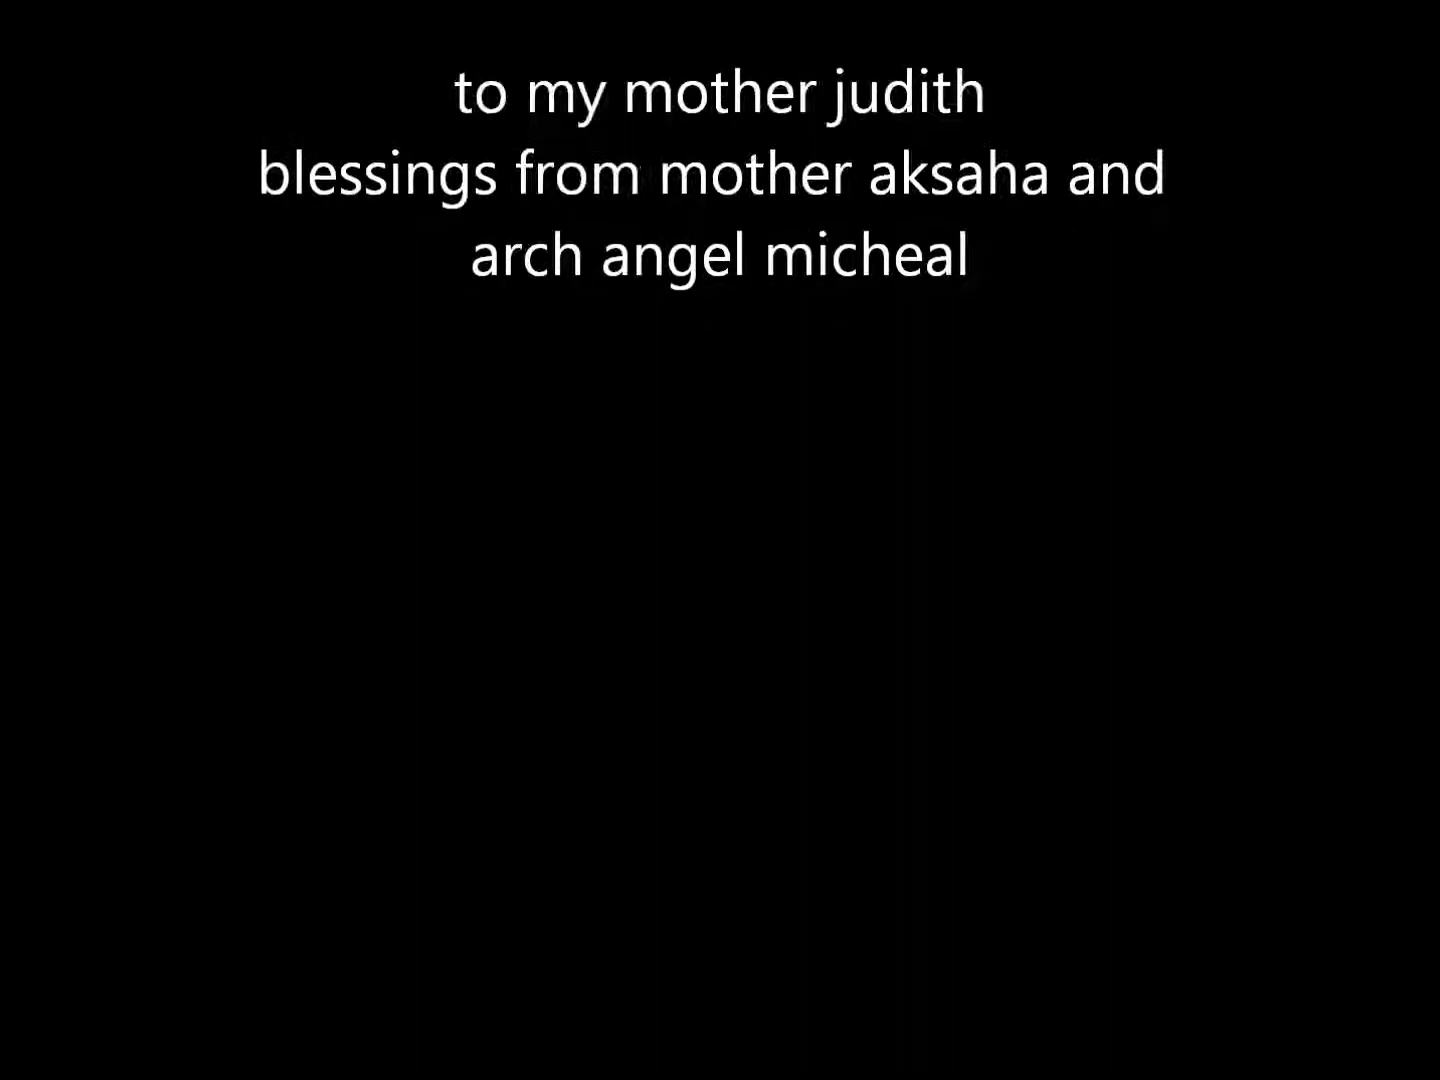 to my mother judith
blessings from mother aksaha and
arch angel micheal